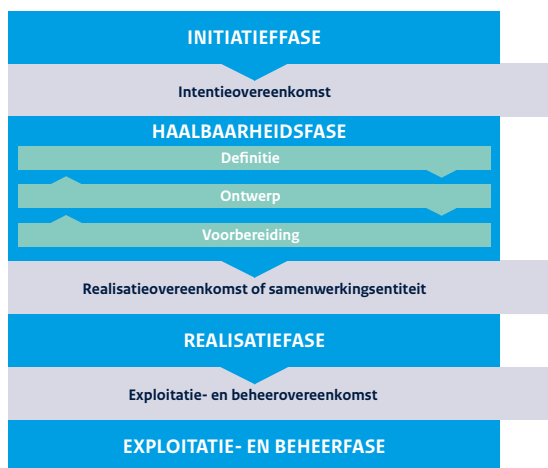 INITIATIEFFASE
Intentieovereenkomst
HAALBAARHEIDSFASE
Definitie
Ontwerp
Voorbereiding
Realisatieovereenkomst of samenwerkingsentiteit
REALISATIEFASE
Exploitatie- en beheerovereenkomst
EXPLOITATIE- EN BEHEERFASE